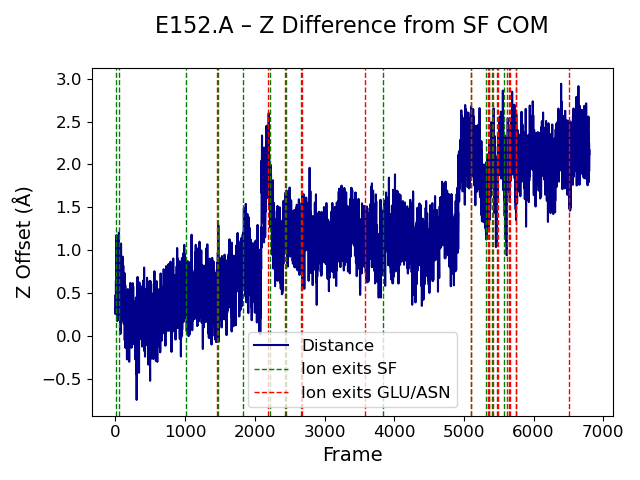 E152.A – Z Difference from SF COM
Z Offset (Å)
3.0
2.5
2.0
1.5
1.0
0.5
0.0
−0.5
Distance
Ion exits SF
Ion exits GLU/ASN
0 1000 2000 3000 4000 5000 6000 7000
Frame